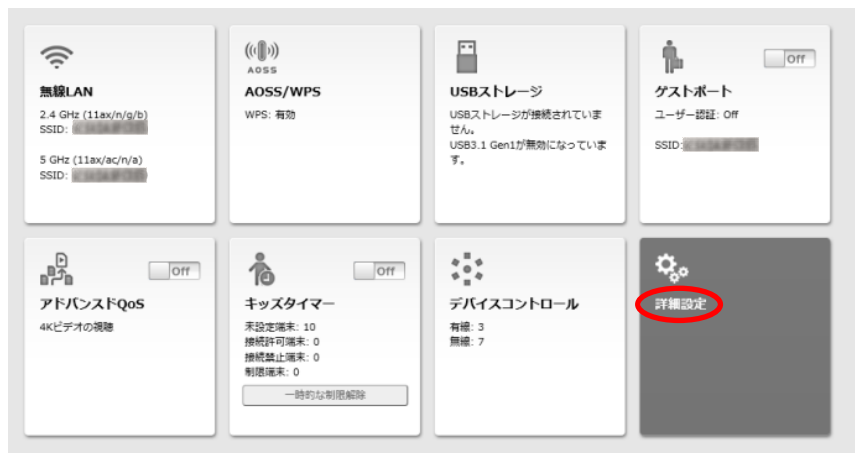 AOSS
Off
無線LAN
AOSS/WPS
USBストレージ
ゲストポート
2.4 GHz (11ax/n/g/b)
SSID:
5 GHz (11ax/ac/n/a)
SSID:
WPS: 有効
USBストレージが接続されていま
せん。
USB3.1 Gen1が無効になっていま
す。
ユーザー認証: Off
SSID:
Off
Off
アドバンスドQoS
キッズタイマー
デバイスコントロール
詳細設定
4Kビデオの視聴
未設定端末: 10
接続許可端末: 0
接続禁止端末: 0
制限端末: 0
一時的な制限解除
有線: 3
無線: 7